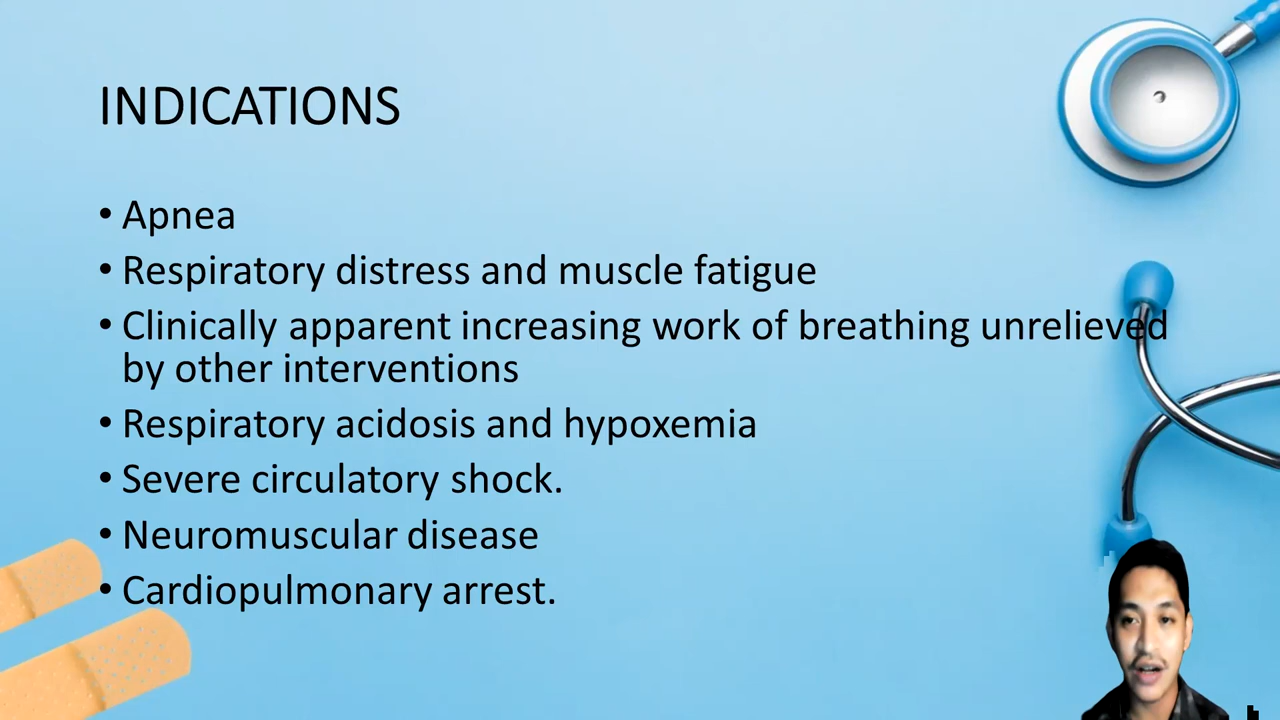 INDICATIONS
• Apnea
• Respiratory distress and muscle fatigue
• Clinically apparent increasing work of breathing unrelieved
by other interventions
• Respiratory acidosis and hypoxemia
• Severe circulatory shock.
• Neuromuscular disease
• Cardiopulmonary arrest.